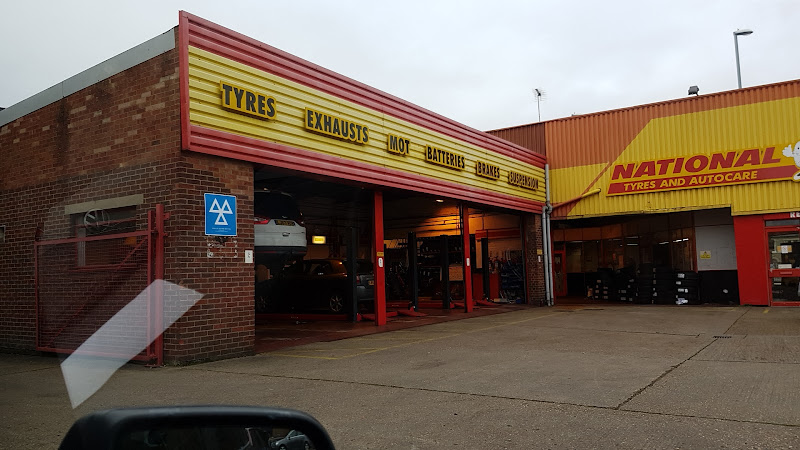 TYRES
EXHAUSTS
MOT
BATTERIES
BRAKES
SUSPENSION
NATIONAL
TYRES AND AUTOCARE